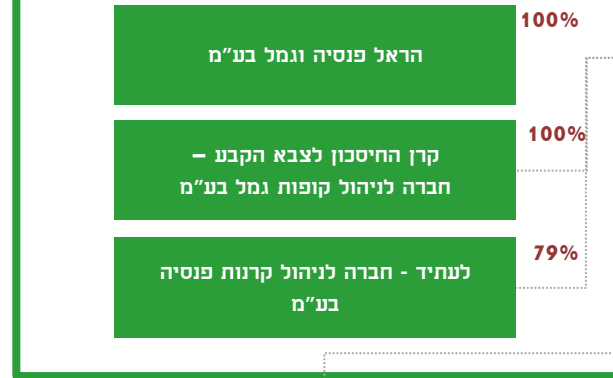 100%
הראל פנסיה וגמל בע"מ
100%
קרן החיסכון לצבא הקבע –
חברה לניהול קופות גמל בע"מ
79%
לעתיד - חברה לניהול קרנות פנסיה
בע"מ